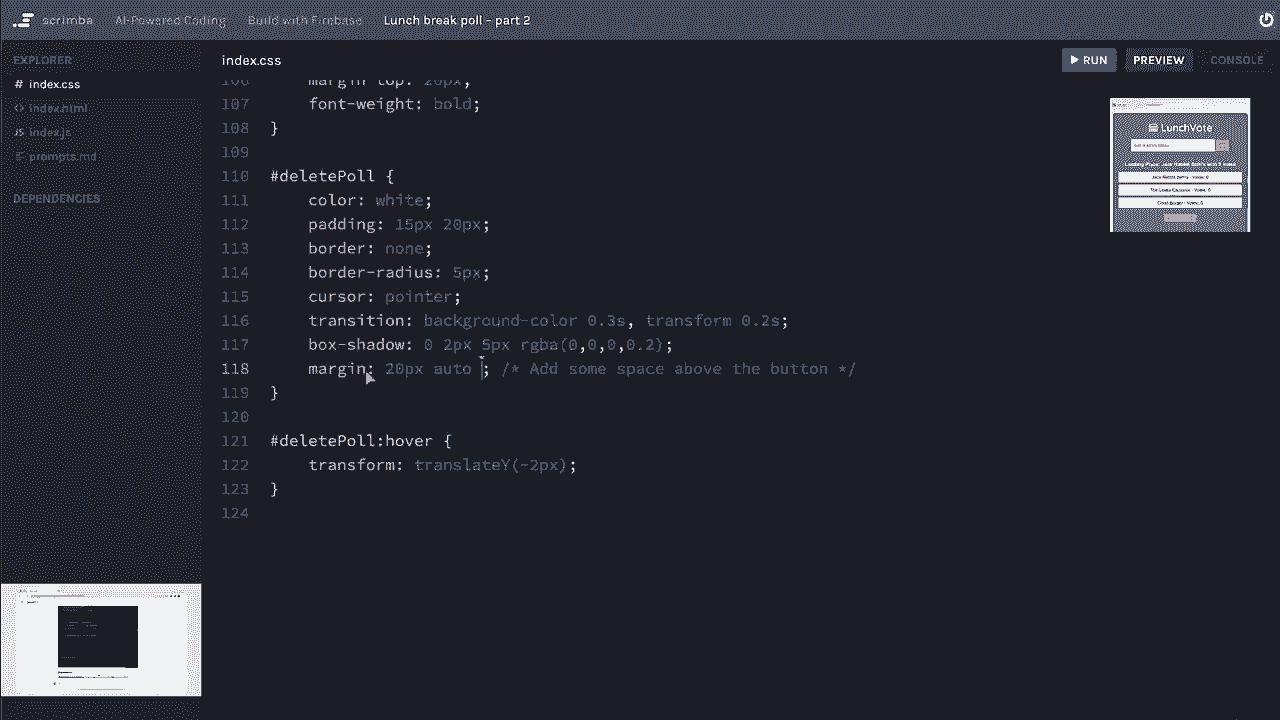 scrimba AI-Powered Coding Build with Firebase Lunch break poll – part 2
EXPLORER
# index.css
<> index.html
JS index.js
prompts.md
DEPENDENCIES
index.css
RUN PREVIEW CONSOLE
106 margin-top: 20px;
107 font-weight: bold;
108 }
109
110 #deletePoll {
111 color: white;
112 padding: 15px 20px;
113 border: none;
114 border-radius: 5px;
115 cursor: pointer;
116 transition: background-color 0.3s, transform 0.2s;
117 box-shadow: 0 2px 5px rgba(0,0,0,0.2);
118 margin: 20px auto ; /* Add some space above the button */
119 }
120
121 #deletePoll:hover {
122 transform: translateY(-2px);
123 }
124
LunchVote